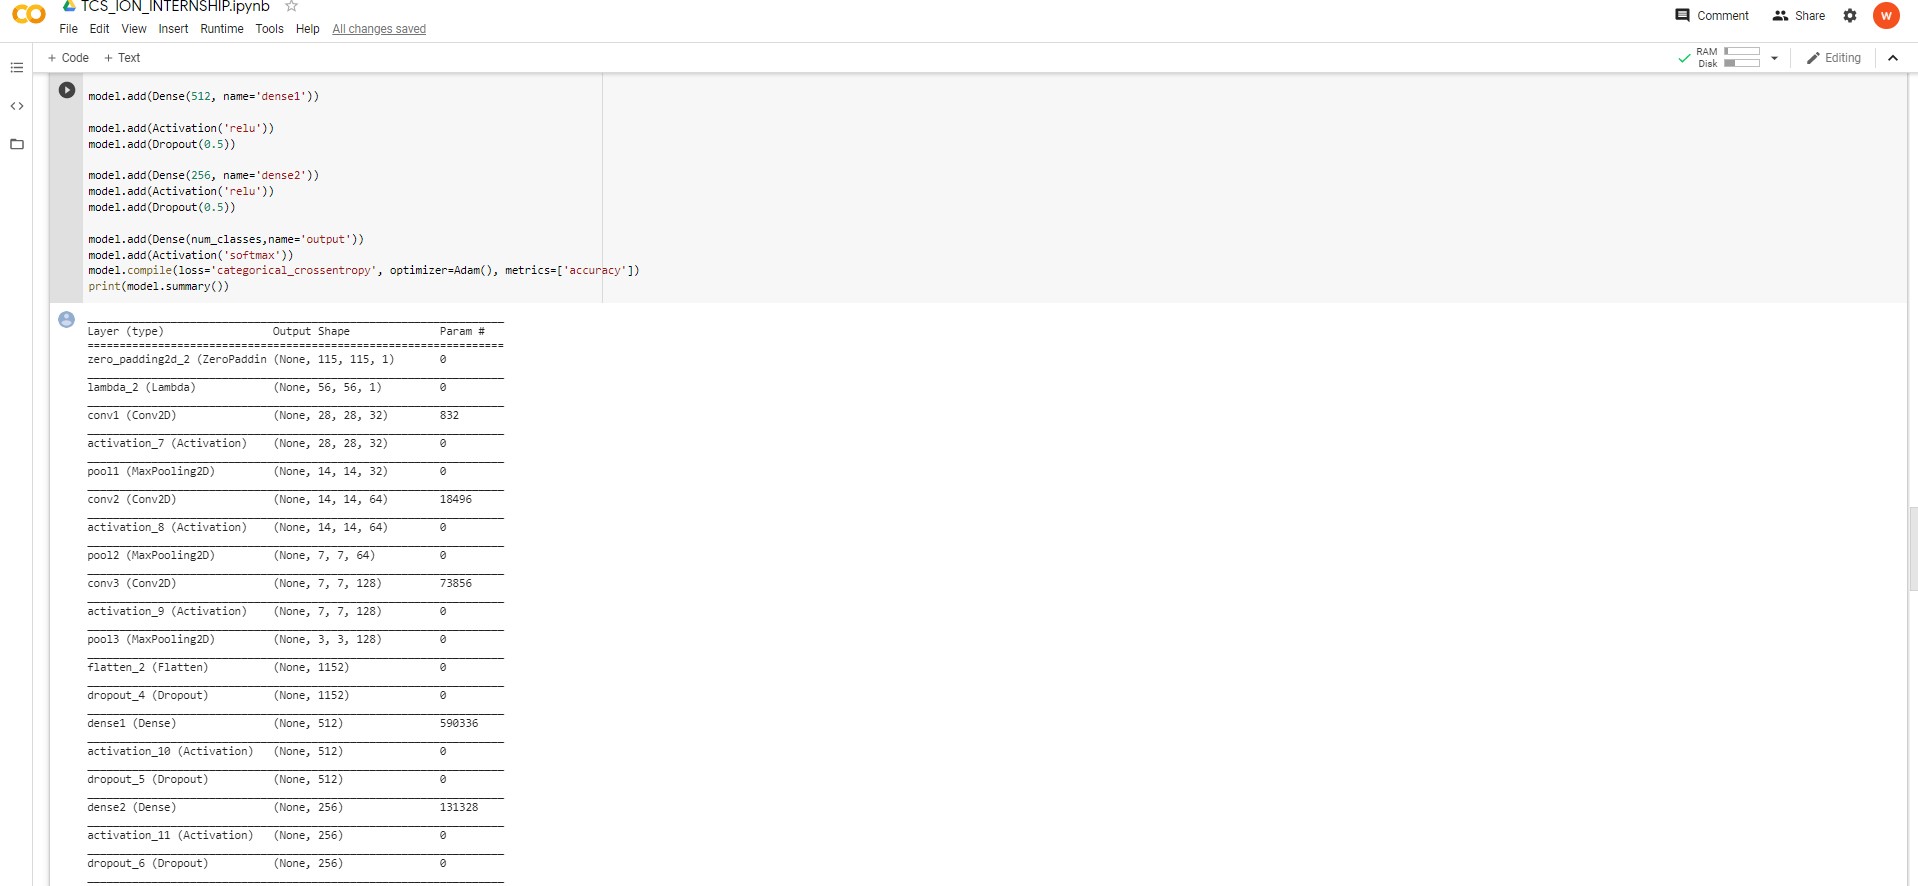 TCS_ION_INTERNSHIP.ipynb
Comment Share W
File Edit View Insert Runtime Tools Help All changes saved
+ Code + Text
RAM
Disk
Editing
model.add(Dense(512, name='dense1'))
model.add(Activation('relu'))
model.add(Dropout(0.5))
model.add(Dense(256, name='dense2'))
model.add(Activation('relu'))
model.add(Dropout(0.5))
model.add(Dense(num_classes,name='output'))
model.add(Activation('softmax'))
model.compile(loss='categorical_crossentropy', optimizer=Adam(), metrics=['accuracy'])
print(model.summary())
Layer (type) Output Shape Param #
=================================================================
zero_padding2d_2 (ZeroPaddin (None, 115, 115, 1) 0
lambda_2 (Lambda) (None, 56, 56, 1) 0
conv1 (Conv2D) (None, 28, 28, 32) 832
activation_7 (Activation) (None, 28, 28, 32) 0
pool1 (MaxPooling2D) (None, 14, 14, 32) 0
conv2 (Conv2D) (None, 14, 14, 64) 18496
activation_8 (Activation) (None, 14, 14, 64) 0
pool2 (MaxPooling2D) (None, 7, 7, 64) 0
conv3 (Conv2D) (None, 7, 7, 128) 73856
activation_9 (Activation) (None, 7, 7, 128) 0
pool3 (MaxPooling2D) (None, 3, 3, 128) 0
flatten_2 (Flatten) (None, 1152) 0
dropout_4 (Dropout) (None, 1152) 0
dense1 (Dense) (None, 512) 590336
activation_10 (Activation) (None, 512) 0
dropout_5 (Dropout) (None, 512) 0
dense2 (Dense) (None, 256) 131328
activation_11 (Activation) (None, 256) 0
dropout_6 (Dropout) (None, 256) 0